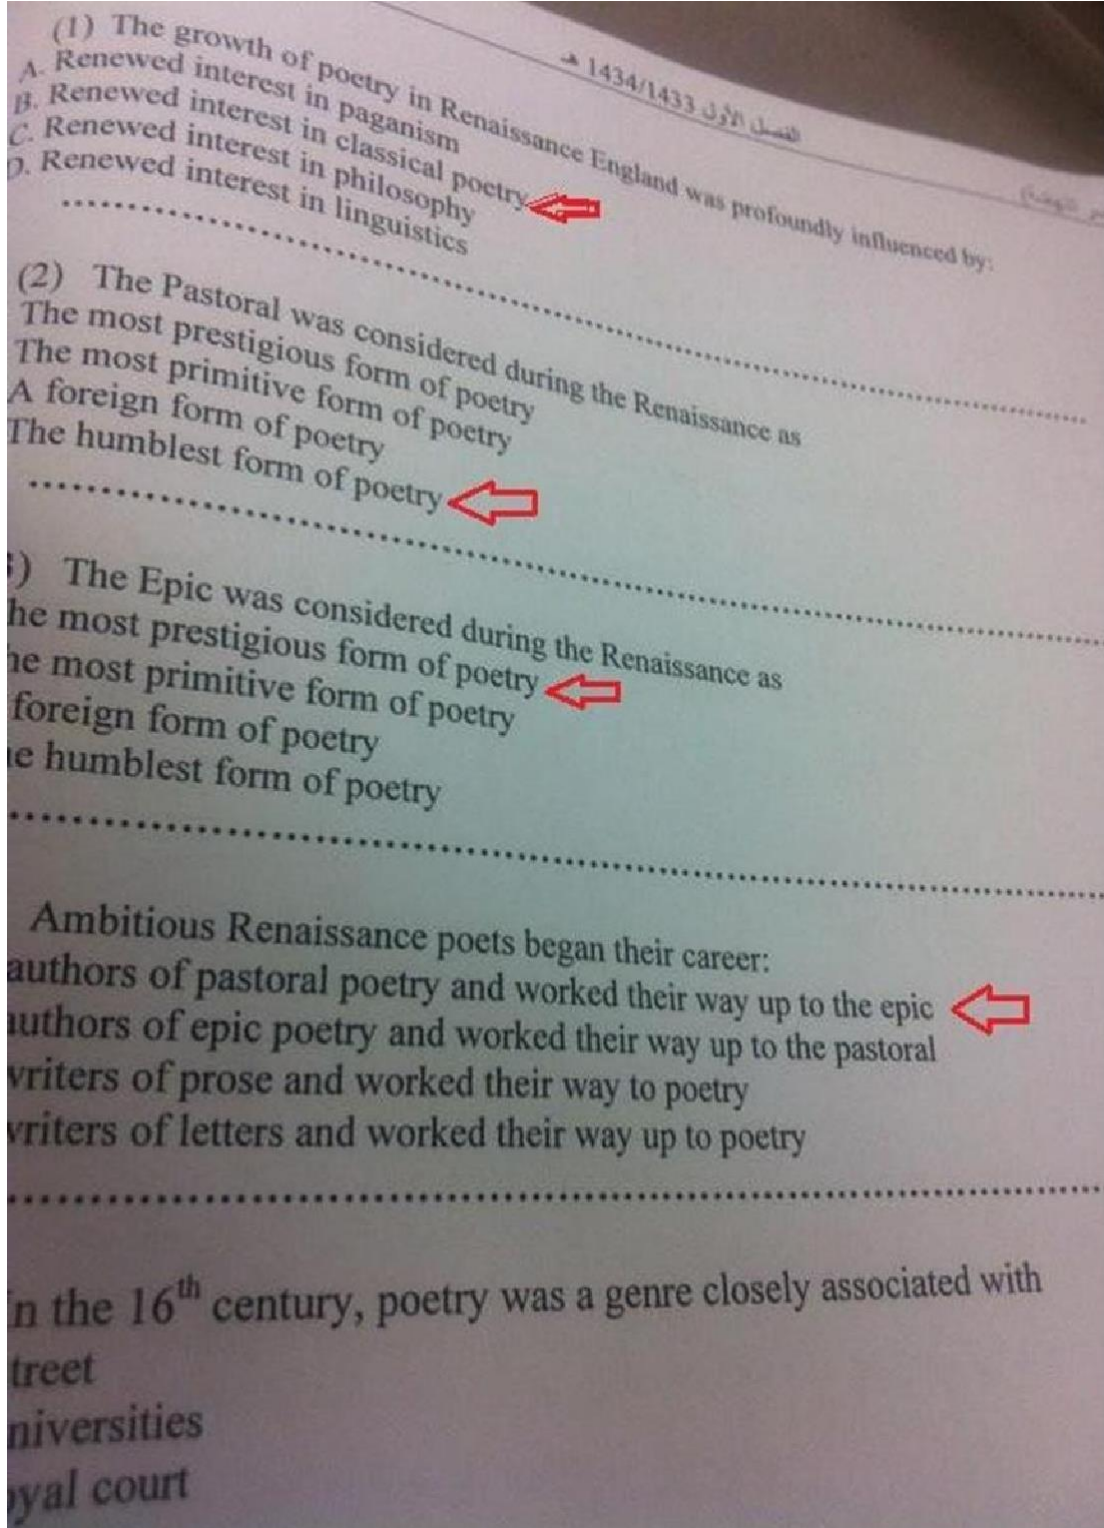 الفصل الأول 1434/1433 هـ
(1) The growth of poetry in Renaissance England was profoundly influenced by:
A. Renewed interest in paganism
B. Renewed interest in classical poetry
C. Renewed interest in philosophy
D. Renewed interest in linguistics
(2) The Pastoral was considered during the Renaissance as
The most prestigious form of poetry
The most primitive form of poetry
A foreign form of poetry
The humblest form of poetry
3) The Epic was considered during the Renaissance as
he most prestigious form of poetry
he most primitive form of poetry
foreign form of poetry
e humblest form of poetry
Ambitious Renaissance poets began their career:
authors of pastoral poetry and worked their way up to the epic
authors of epic poetry and worked their way up to the pastoral
writers of prose and worked their way to poetry
writers of letters and worked their way up to poetry
n the 16th century, poetry was a genre closely associated with
treet
niversities
oyal court